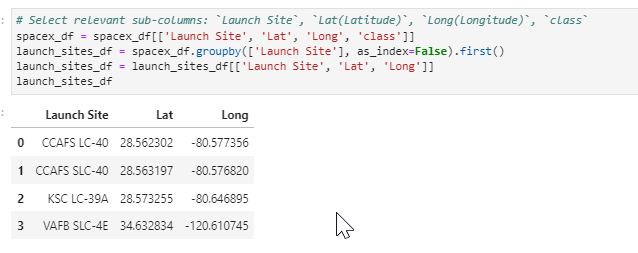 # Select relevant sub-columns: `Launch Site`, `Lat(Latitude)`, `Long(Longitude)`, `class`
spacex_df = spacex_df[['Launch Site', 'Lat', 'Long', 'class']]
launch_sites_df = spacex_df.groupby(['Launch Site'], as_index=False).first()
launch_sites_df = launch_sites_df[['Launch Site', 'Lat', 'Long']]
launch_sites_df
Launch Site Lat Long
0 CCAFS LC-40 28.562302 -80.577356
1 CCAFS SLC-40 28.563197 -80.576820
2 KSC LC-39A 28.573255 -80.646895
3 VAFB SLC-4E 34.632834 -120.610745